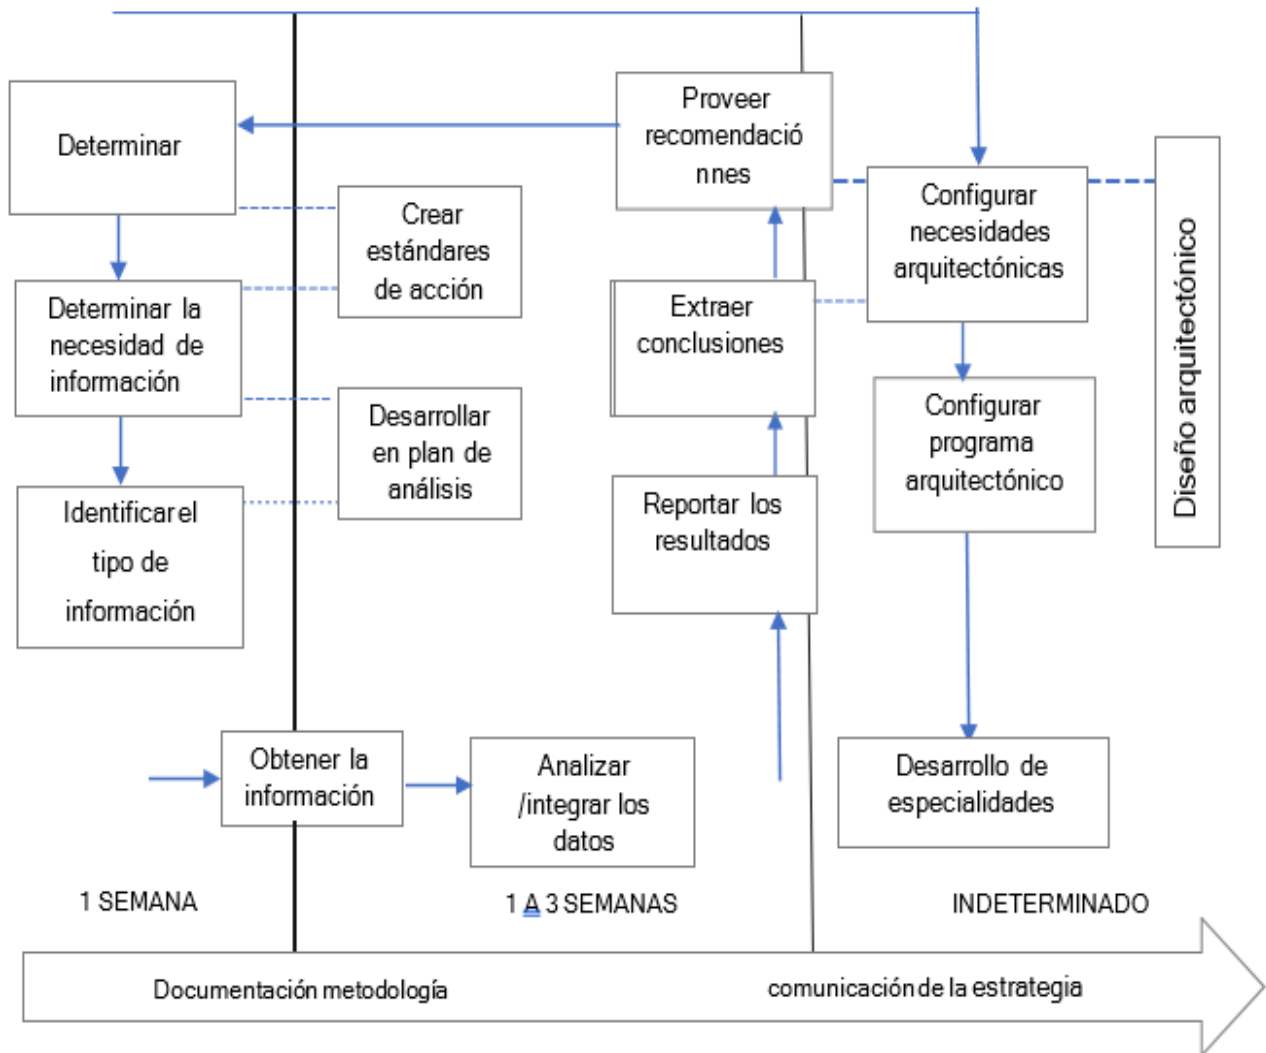 Determinar
Determinar la
necesidad de
información
Identificar el
tipo de
información
Crear
estándares
de acción
Desarrollar
en plan de
análisis
Obtener la
información
Analizar
/integrar los
datos
Proveer
recomendació
nnes
Extraer
conclusiones
Reportar los
resultados
Configurar
necesidades
arquitectónicas
Configurar
programa
arquitectónico
Desarrollo de
especialidades
Diseño arquitectónico
1 SEMANA
1 A 3 SEMANAS
INDETERMINADO
Documentación metodología
comunicación de la estrategia